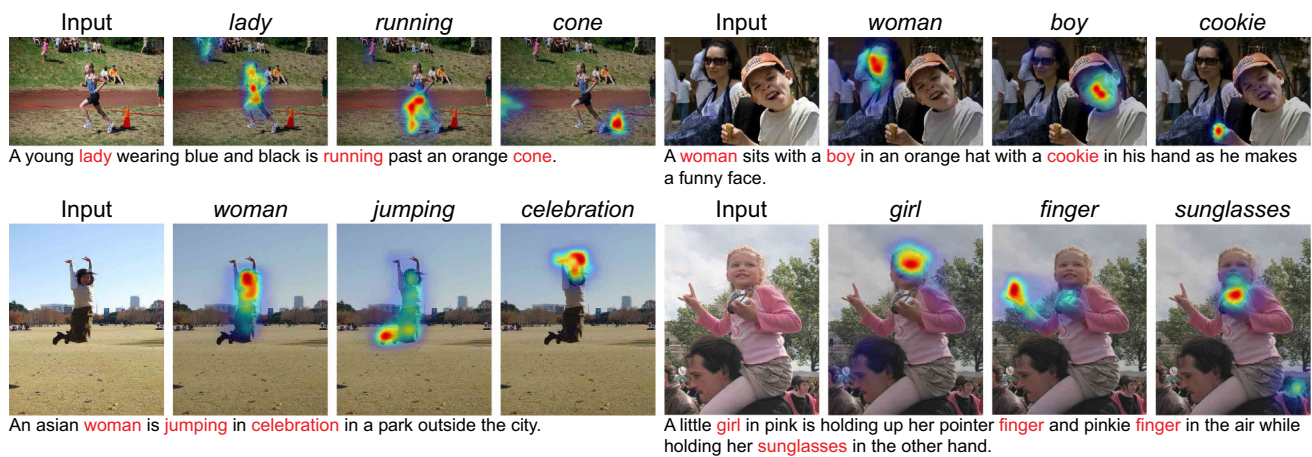 Input lady running cone Input woman boy cookie
A young lady wearing blue and black is running past an orange cone.
A woman sits with a boy in an orange hat with a cookie in his hand as he makes
a funny face.
Input woman jumping celebration Input girl finger sunglasses
An asian woman is jumping in celebration in a park outside the city.
A little girl in pink is holding up her pointer finger and pinkie finger in the air while
holding her sunglasses in the other hand.